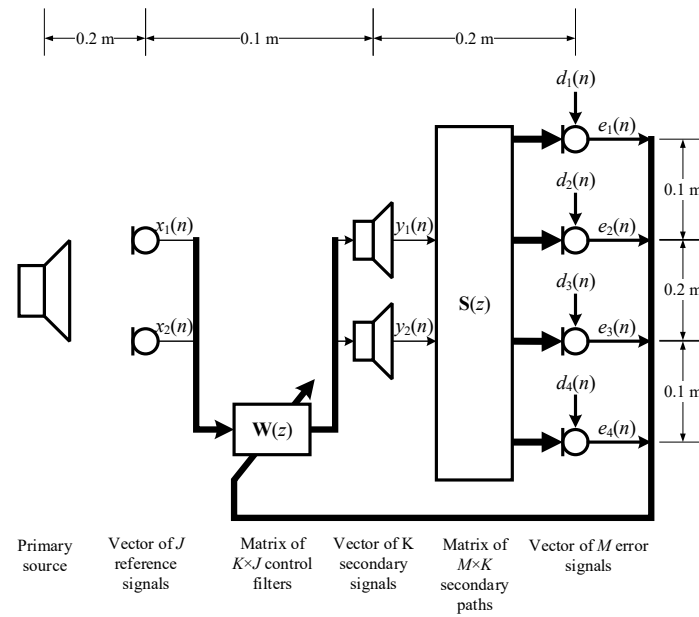 0.2 m
0.1 m
0.2 m
d1(n)
e1(n)
0.1 m
d2(n)
x1(n)
y1(n)
e2(n)
0.2 m
S(z)
d3(n)
x2(n)
y2(n)
e3(n)
0.1 m
d4(n)
W(z)
e4(n)
Primary
source
Vector of J
reference
signals
Matrix of
K×J control
filters
Vector of K
secondary
signals
Matrix of
M×K
secondary
paths
Vector of M error
signals